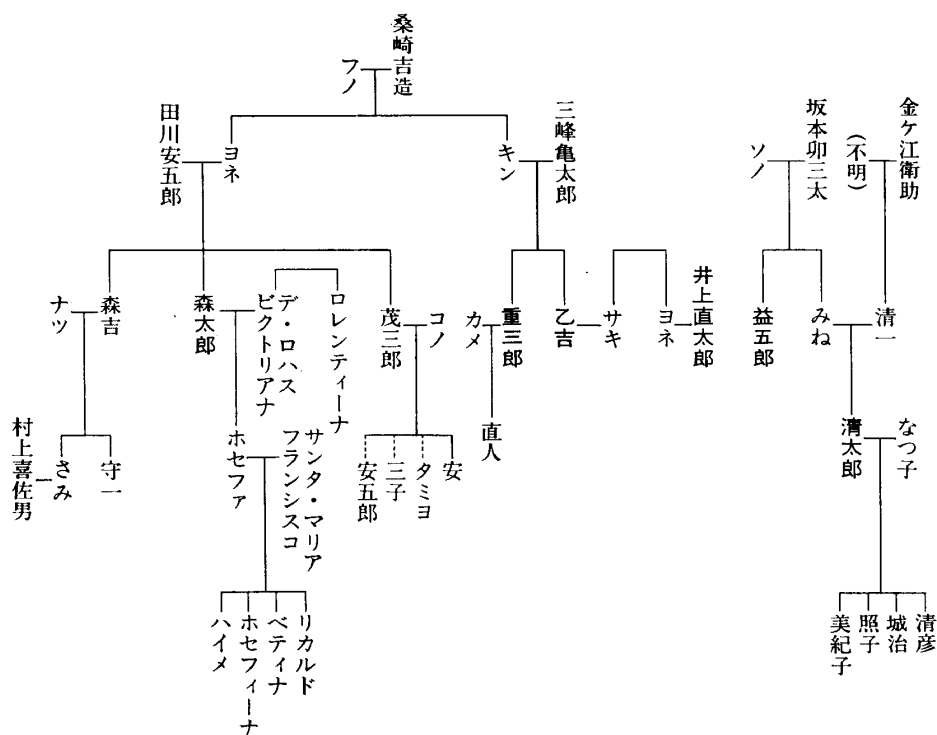 桑崎吉造
フノ
金ケ江衛助
(不明)
坂本卯三太
ソノ
三峰亀太郎
キン
ヨネ
田川安五郎
清一
みね
益五郎
井上直太郎
ヨネ
サキ
乙吉
重三郎
カメ
コノ
茂三郎
ロレンティーナ
デ・ロハス
ビクトリアナ
森太郎
森吉
ナツ
なつ子
清太郎
直人
安
タミヨ
三子
安五郎
サンタ・マリア
フランシスコ
ホセファ
守一
さみ
村上喜佐男
清彦
城治
照子
美紀子
リカルド
ベティナ
ホセフィーナ
ハイメ